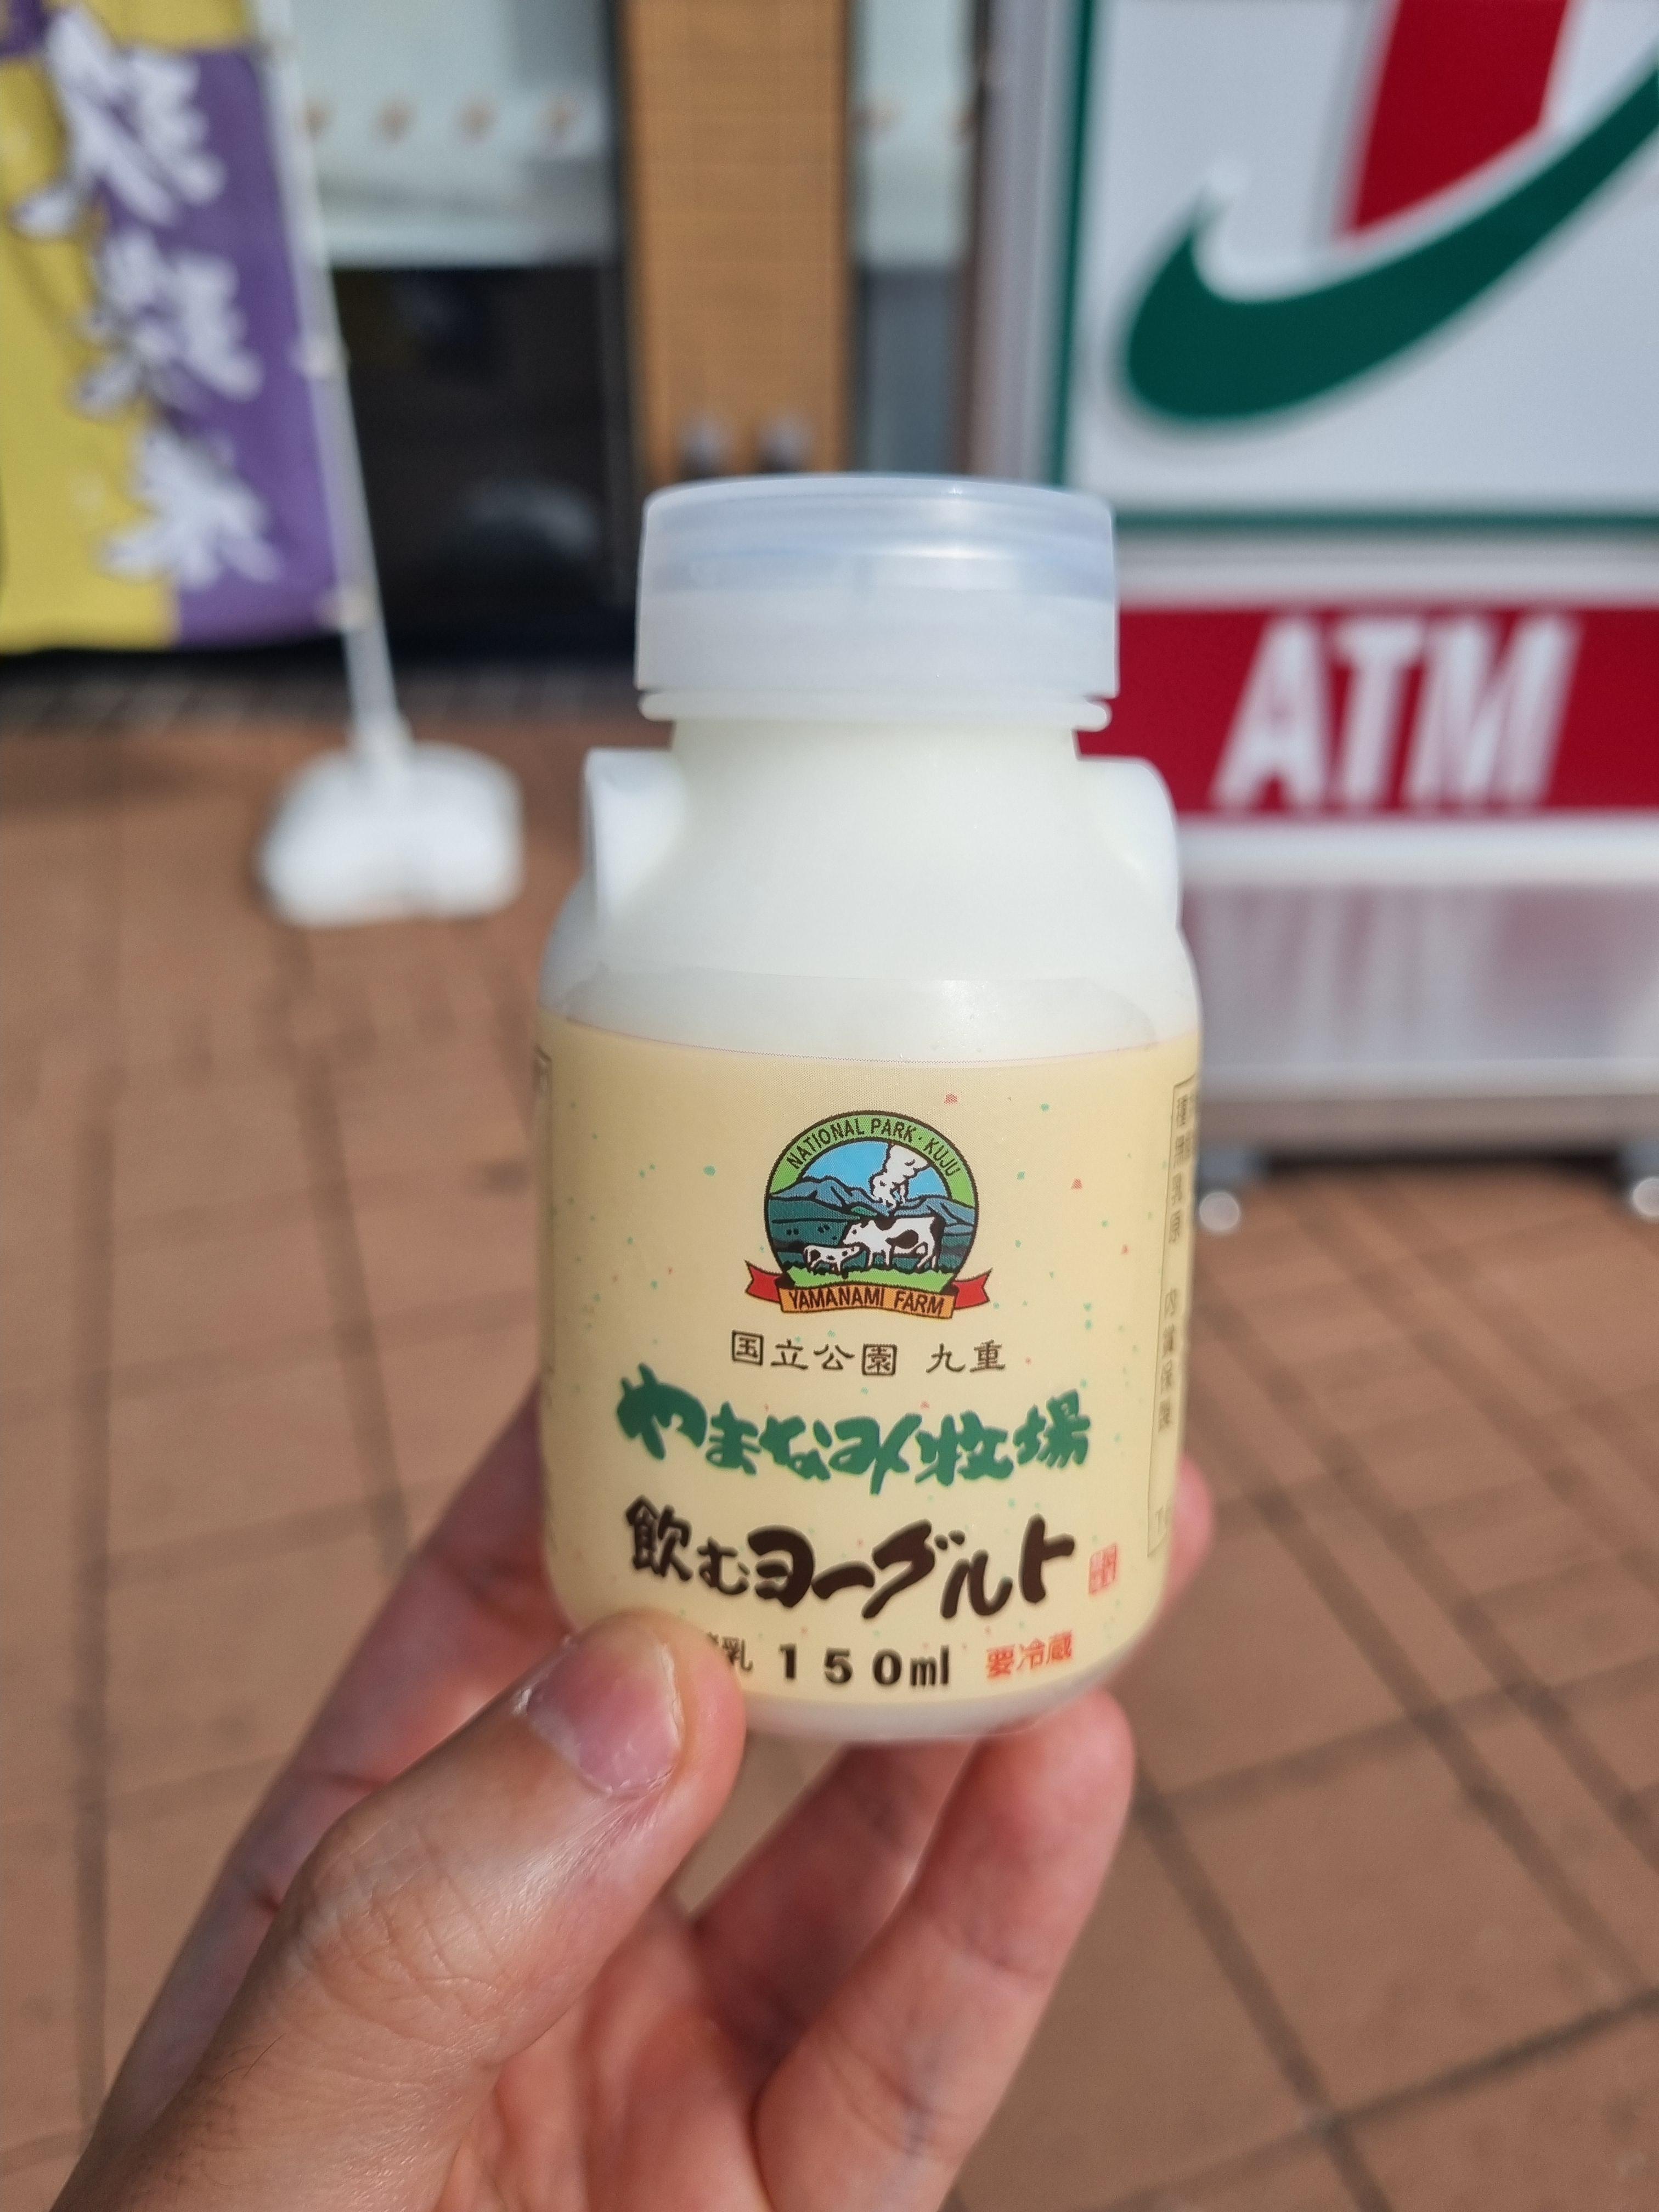 ATM
NATIONAL PARK・KUJU
YAMANAMI FARM
国立公園 九重
やまなみ牧場
飲むヨーグルト
乳 150ml 要冷蔵